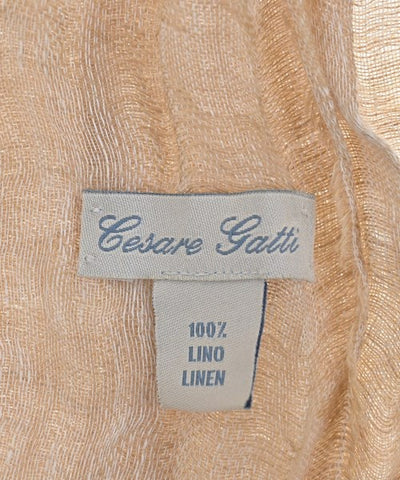 Cesare Gatti
100%
LINO
LINEN